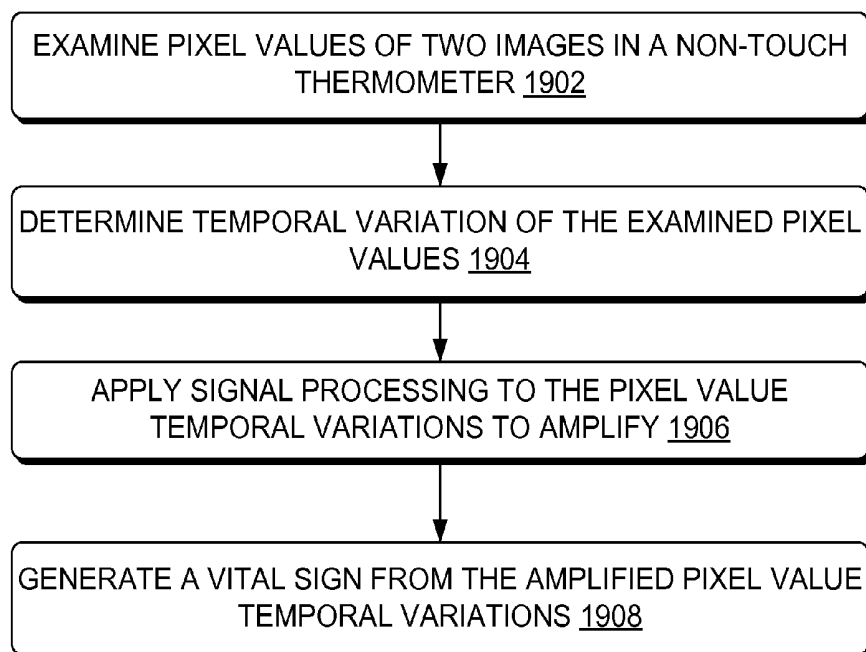 EXAMINE PIXEL VALUES OF TWO IMAGES IN A NON-TOUCH
THERMOMETER 1902
DETERMINE TEMPORAL VARIATION OF THE EXAMINED PIXEL
VALUES 1904
APPLY SIGNAL PROCESSING TO THE PIXEL VALUE
TEMPORAL VARIATIONS TO AMPLIFY 1906
GENERATE A VITAL SIGN FROM THE AMPLIFIED PIXEL VALUE
TEMPORAL VARIATIONS 1908